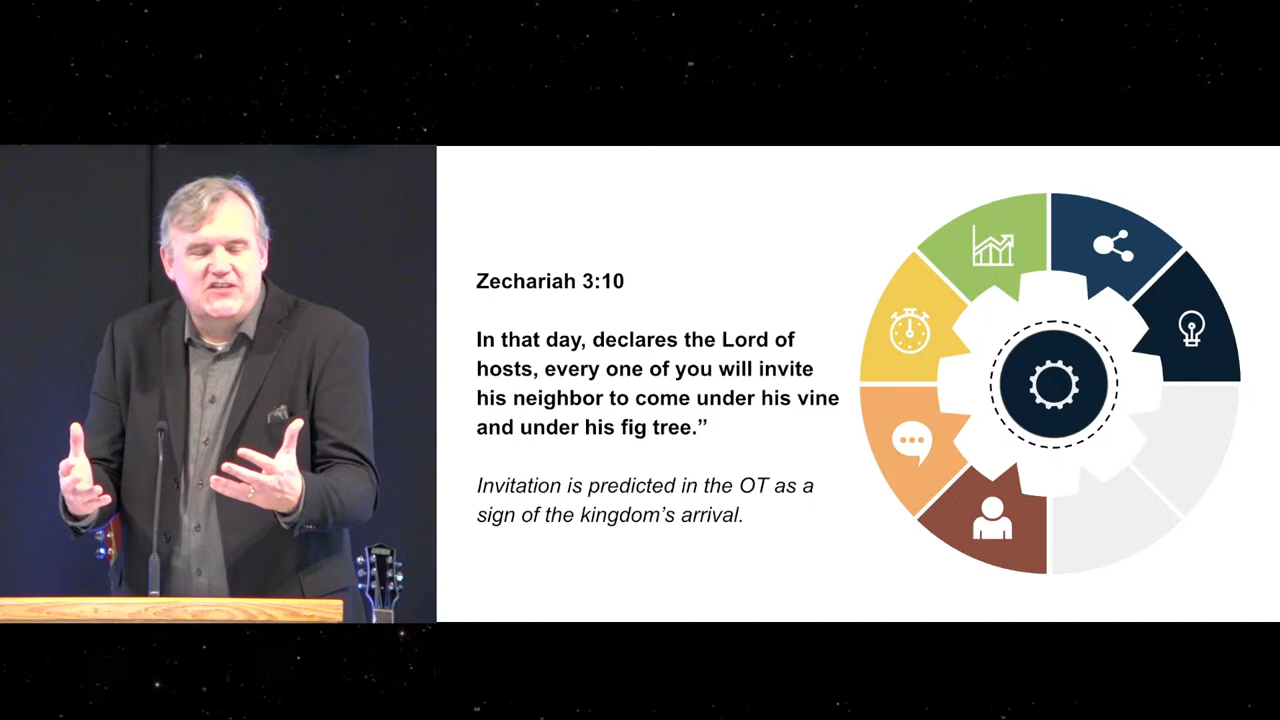 Zechariah 3:10
In that day, declares the Lord of
hosts, every one of you will invite
his neighbor to come under his vine
and under his fig tree.”
Invitation is predicted in the OT as a
sign of the kingdom’s arrival.